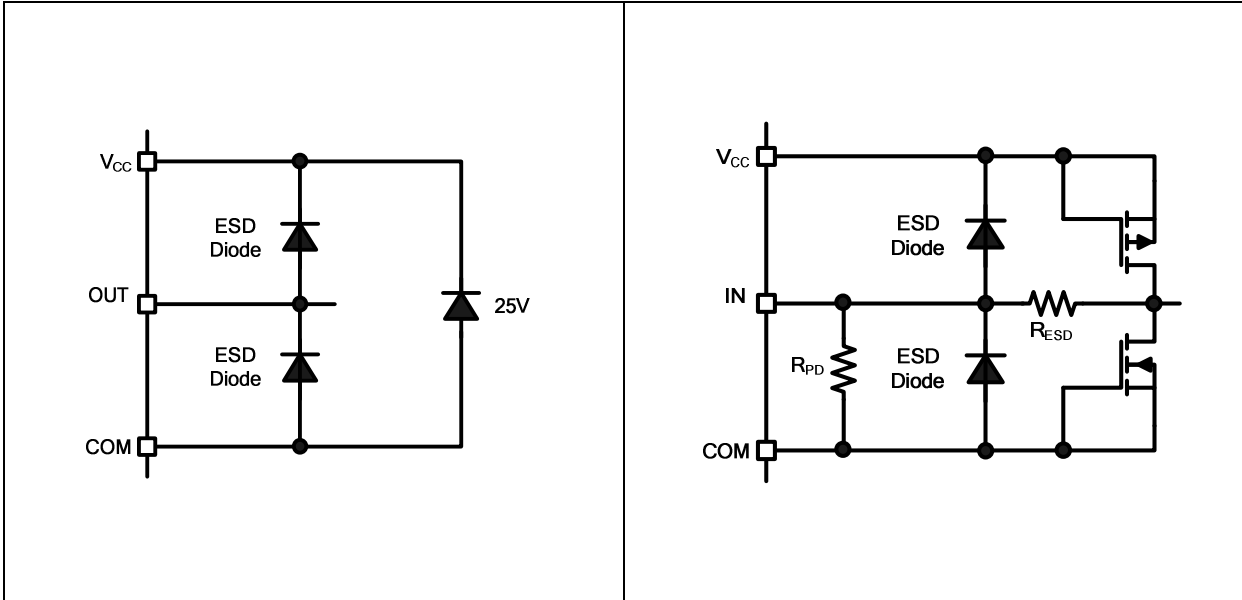 VCC
ESD
Diode
OUT
25V
ESD
Diode
COM
VCC
ESD
Diode
IN
RESD
RPD
ESD
Diode
COM